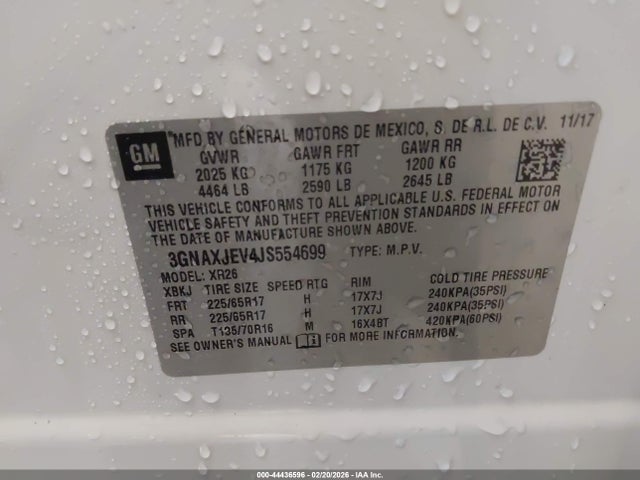 GM
MFD BY GENERAL MOTORS DE MEXICO, S. DE R.L. DE C.V. 11/17
GVWR GAWR FRT GAWR RR
2025 KG 1175 KG 1200 KG
4464 LB 2590 LB 2645 LB
THIS VEHICLE CONFORMS TO ALL APPLICABLE U.S. FEDERAL MOTOR
VEHICLE SAFETY AND THEFT PREVENTION STANDARDS IN EFFECT ON
THE DATE OF MANUFACTURE SHOWN ABOVE.
3GNAXJEV4JS554699 TYPE: M.P.V.
MODEL: XR26
XBKJ TIRE SIZE SPEED RTG RIM COLD TIRE PRESSURE
FRT 225/65R17 H 17X7J 240KPA(35PSI)
RR 225/65R17 H 17X7J 240KPA(35PSI)
SPA T135/70R16 M 16X4BT 420KPA(60PSI)
SEE OWNER'S MANUAL FOR MORE INFORMATION.
000-44436596 - 02/20/2026 - IAAI.com